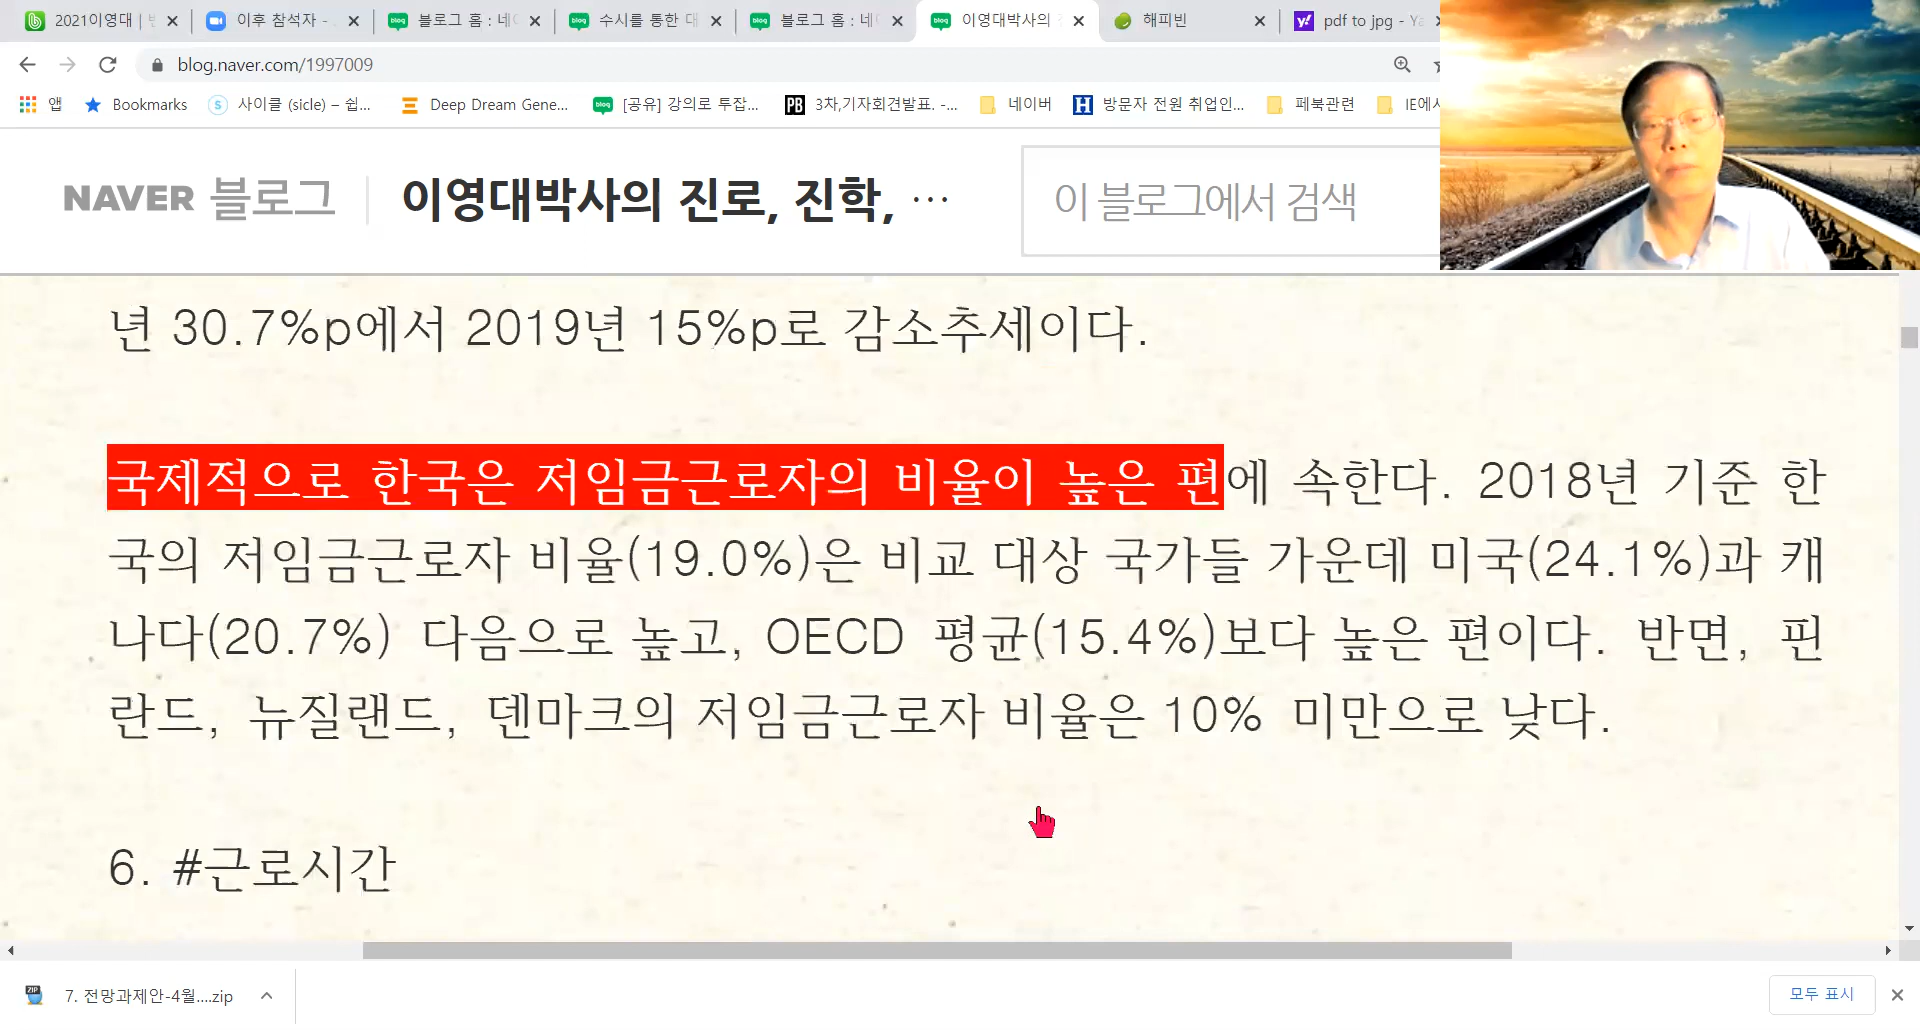 2021이영대 |
이후 참석자 -
블로그 홈 : 네
수시를 통한 대
블로그 홈 : 네
이영대박사의
해피빈
pdf to jpg - Ya
blog.naver.com/1997009
앱
Bookmarks
사이클 (sicle) – 쉽...
Deep Dream Gene...
[공유] 강의로 투잡...
3차,기자회견발표. -...
네이버
방문자 전원 취업인...
페북관련
IE에서
NAVER 블로그
이영대박사의 진로, 진학, ···
이 블로그에서 검색
년 30.7%p에서 2019년 15%p로 감소추세이다.
국제적으로 한국은 저임금근로자의 비율이 높은 편에 속한다. 2018년 기준 한
국의 저임금근로자 비율(19.0%)은 비교 대상 국가들 가운데 미국(24.1%)과 캐
나다(20.7%) 다음으로 높고, OECD 평균(15.4%)보다 높은 편이다. 반면, 핀
란드, 뉴질랜드, 덴마크의 저임금근로자 비율은 10% 미만으로 낮다.
6. #근로시간
7. 전망과제안-4월....zip
모두 표시